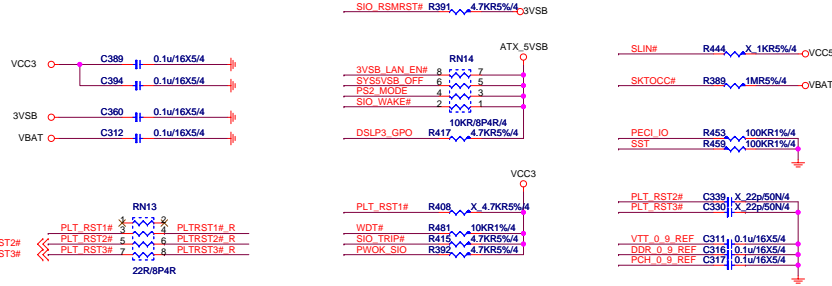 SIO_RSMRST# R391 4.7KR5%/4 3VSB
VCC3 C389 0.1u/16X5/4
C394 0.1u/16X5/4
3VSB C360 0.1u/16X5/4
VBAT C312 0.1u/16X5/4
ATX_5VSB
RN14
3VSB_LAN_EN# 8 7
SYS5VSB_OFF 6 5
PS2_MODE 4 3
SIO_WAKE# 2 1
10KR/8P4R/4
DSLP3_GPO R417 4.7KR5%/4
SLIN# R444 X_1KR5%/4 VCC5
SKTOCC# R389 1MR5%/4 VBAT
PECI_IO R453 100KR1%/4
SST R459 100KR1%/4
RN13
1 2
PLT_RST1# 3 4 PLTRST1#_R
PLT_RST2# 5 6 PLTRST2#_R
PLT_RST3# 7 8 PLTRST3#_R
22R/8P4R
ST2#
ST3#
VCC3
PLT_RST1# R408 X_4.7KR5%/4
WDT# R481 10KR1%/4
SIO_TRIP# R415 4.7KR5%/4
PWOK_SIO R392 4.7KR5%/4
PLT_RST2# C339 X_22p/50N/4
PLT_RST3# C330 X_22p/50N/4
VTT_0_9_REF C311 0.1u/16X5/4
DDR_0_9_REF C316 0.1u/16X5/4
PCH_0_9_REF C317 0.1u/16X5/4